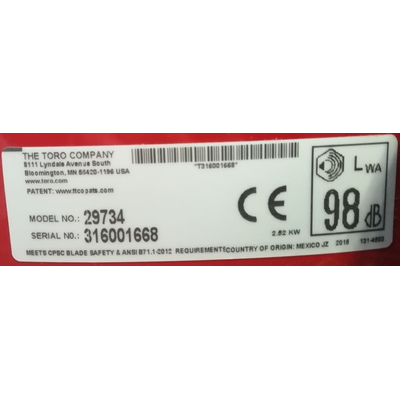 THE TORO COMPANY
8111 Lyndale Avenue South
Bloomington, MN 55420-1196 USA
www.toro.com
PATENT: www.ttcopats.com
"T316001668"
MODEL NO.: 29734
SERIAL NO.: 316001668
CE
2.52 KW
LWA
98 dB
MEETS CPSC BLADE SAFETY & ANSI B71.1-2012 REQUIREMENTS
COUNTRY OF ORIGIN: MEXICO JZ 2016